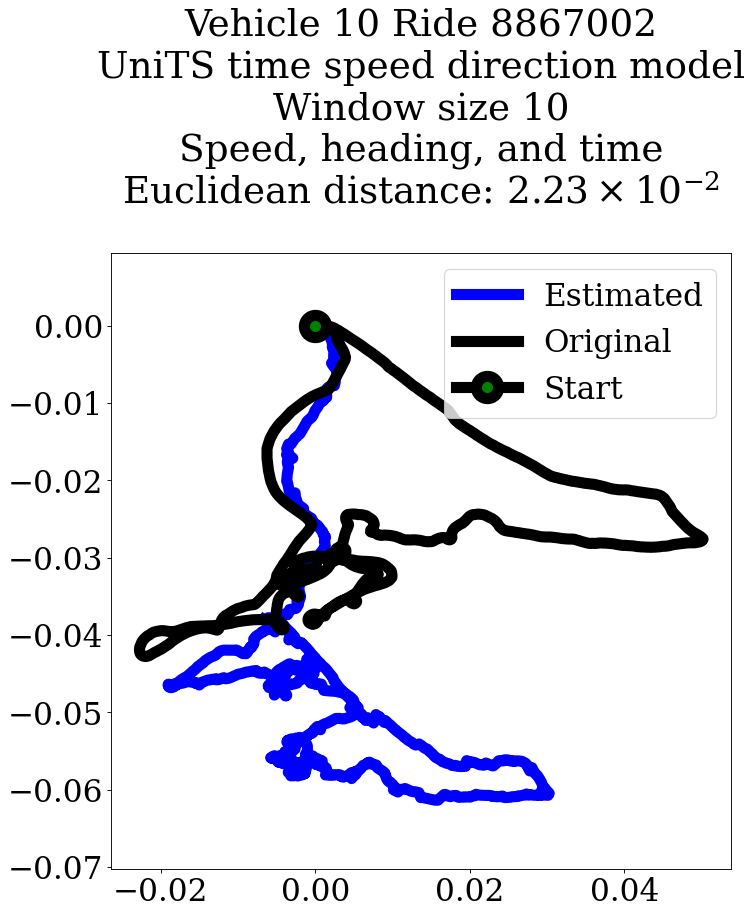 Vehicle 10 Ride 8867002
UniTS time speed direction model
Window size 10
Speed, heading, and time
Euclidean distance: 2.23 × 10⁻²
Estimated
Original
Start
0.00
−0.01
−0.02
−0.03
−0.04
−0.05
−0.06
−0.07
−0.02 0.00 0.02 0.04